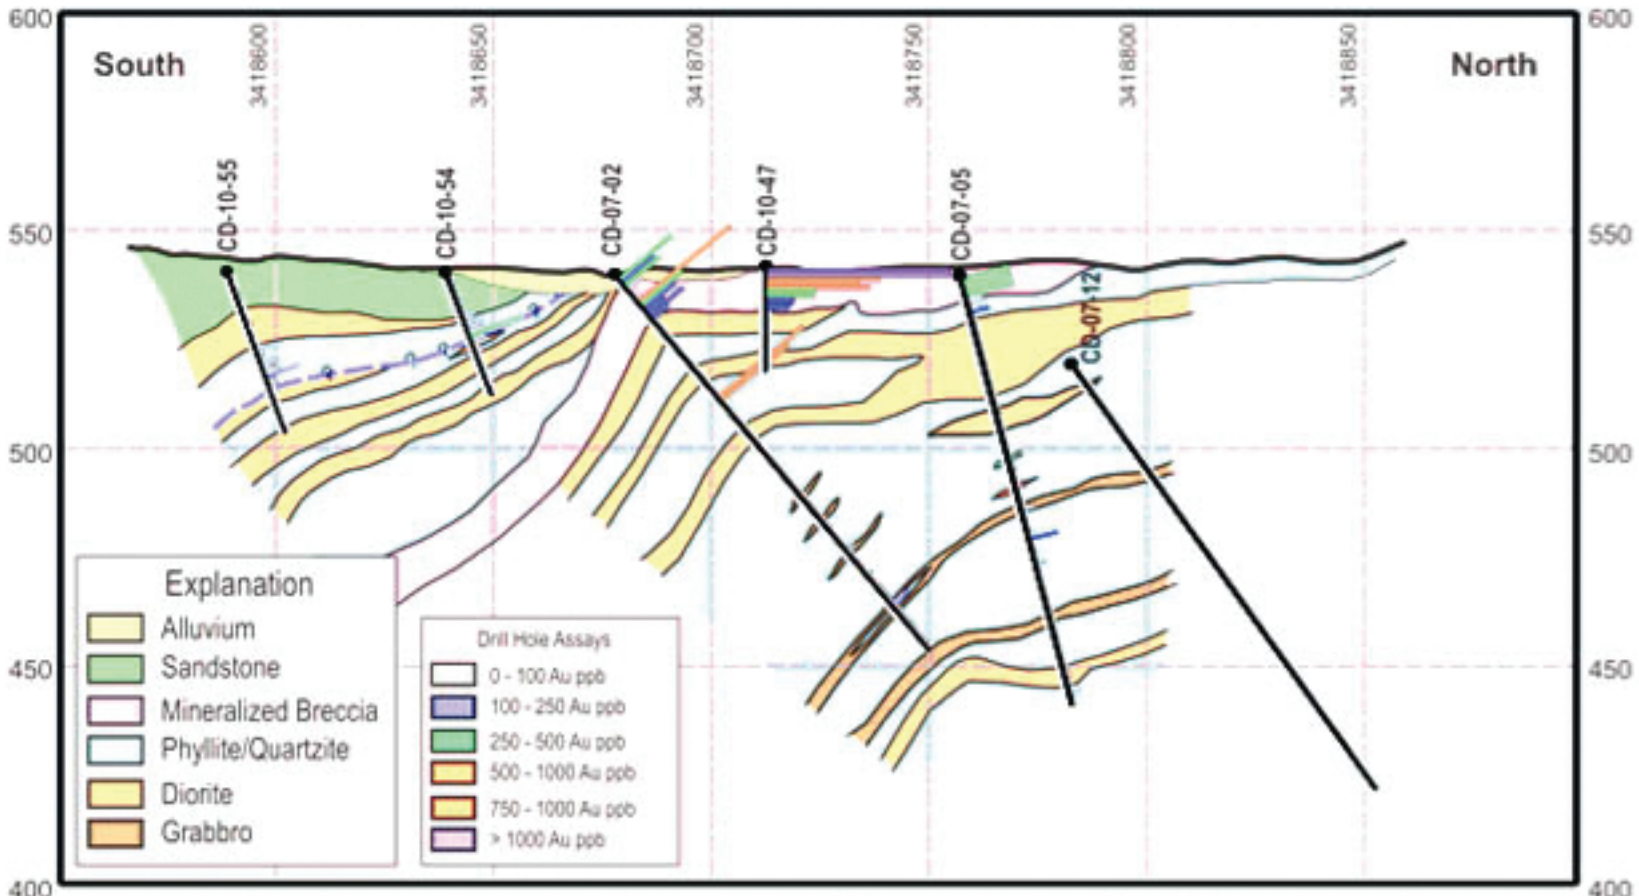 600
600
South
North
3418600
3418650
3418700
3418750
3418800
3418850
CD-10-55
CD-10-54
CD-07-02
CD-10-47
CD-07-05
CD-07-12
550
550
500
500
450
450
400
400
Explanation
Alluvium
Sandstone
Mineralized Breccia
Phyllite/Quartzite
Diorite
Grabbro
Drill Hole Assays
0 - 100 Au ppb
100 - 250 Au ppb
250 - 500 Au ppb
500 - 1000 Au ppb
750 - 1000 Au ppb
> 1000 Au ppb